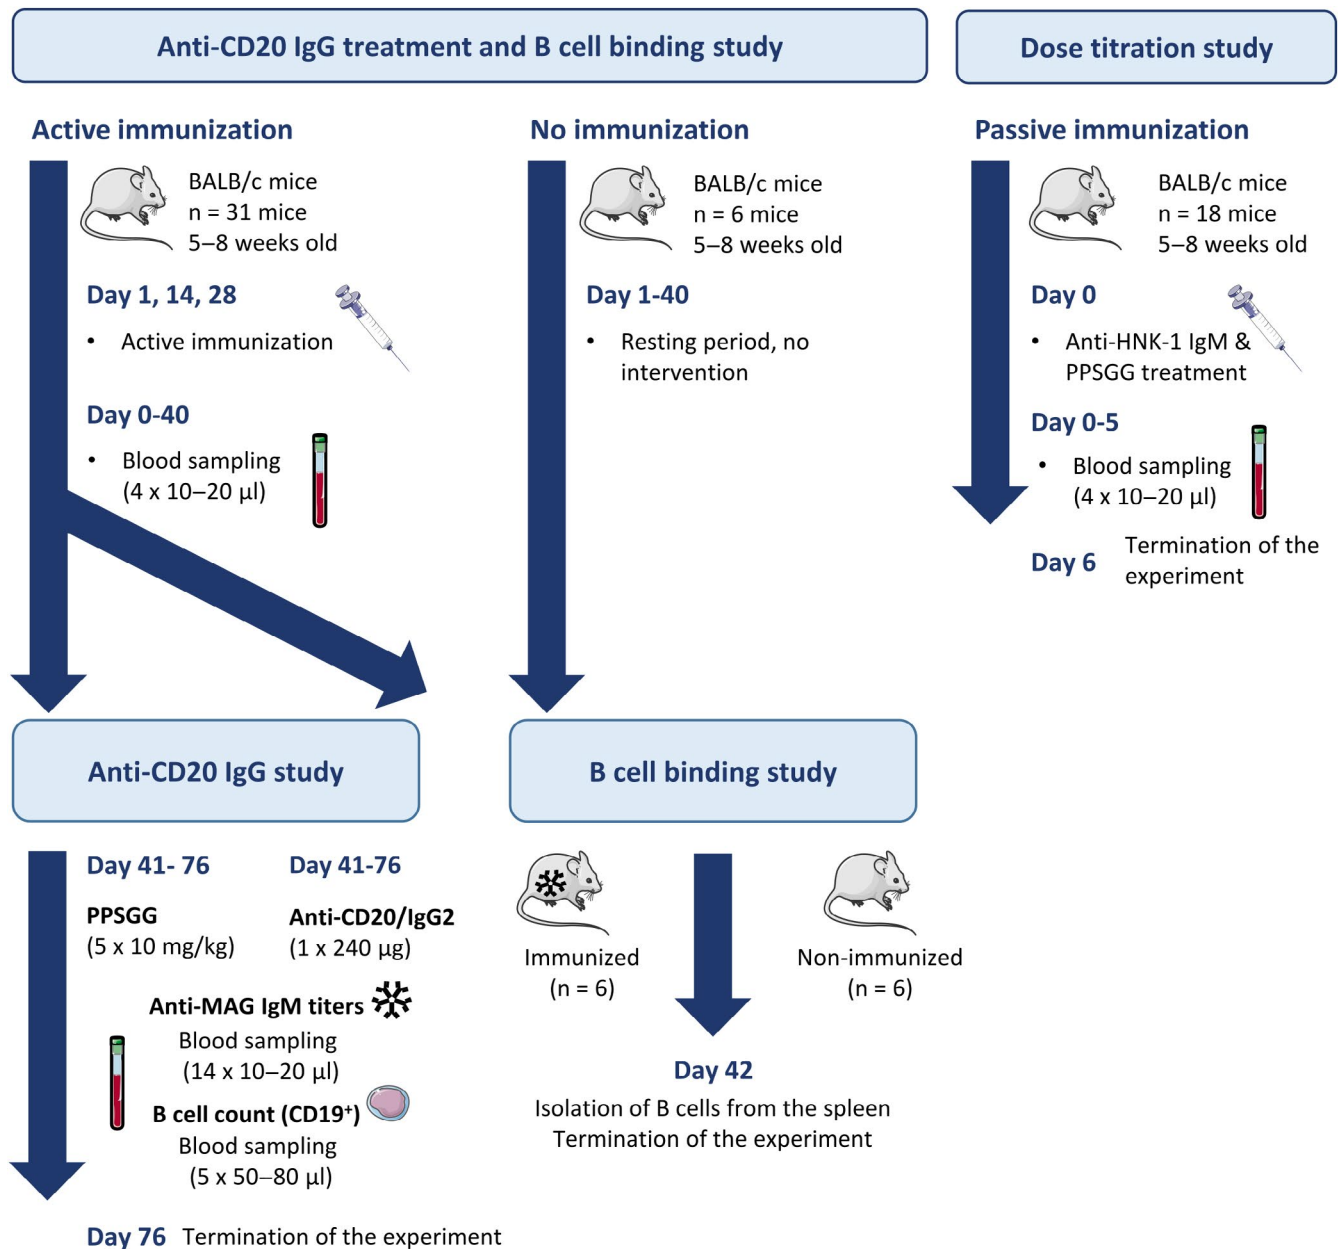 Anti-CD20 IgG treatment and B cell binding study
Dose titration study
Active immunization
BALB/c mice
n = 31 mice
5–8 weeks old
Day 1, 14, 28
• Active immunization
Day 0-40
• Blood sampling
(4 x 10–20 µl)
No immunization
BALB/c mice
n = 6 mice
5–8 weeks old
Day 1-40
• Resting period, no
intervention
Passive immunization
BALB/c mice
n = 18 mice
5–8 weeks old
Day 0
• Anti-HNK-1 IgM &
PPSGG treatment
Day 0-5
• Blood sampling
(4 x 10–20 µl)
Day 6
Termination of the
experiment
Anti-CD20 IgG study
Day 41- 76
PPSGG
(5 x 10 mg/kg)
Day 41-76
Anti-CD20/IgG2
(1 x 240 µg)
Anti-MAG IgM titers
Blood sampling
(14 x 10–20 µl)
B cell count (CD19⁺)
Blood sampling
(5 x 50–80 µl)
Day 76 Termination of the experiment
B cell binding study
Immunized
(n = 6)
Non-immunized
(n = 6)
Day 42
Isolation of B cells from the spleen
Termination of the experiment